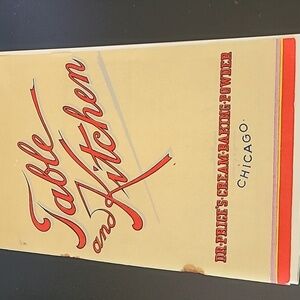 Table
and Kitchen
DR·PRICE'S·CREAM·BAKING·POWDER
CHICAGO.